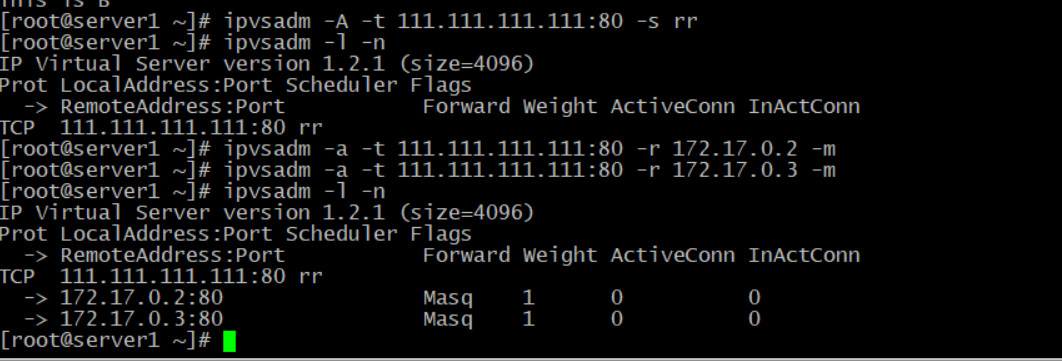 This is B
[root@server1 ~]# ipvsadm -A -t 111.111.111.111:80 -s rr
[root@server1 ~]# ipvsadm -l -n
IP Virtual Server version 1.2.1 (size=4096)
Prot LocalAddress:Port Scheduler Flags
  -> RemoteAddress:Port           Forward Weight ActiveConn InActConn
TCP  111.111.111.111:80 rr
[root@server1 ~]# ipvsadm -a -t 111.111.111.111:80 -r 172.17.0.2 -m
[root@server1 ~]# ipvsadm -a -t 111.111.111.111:80 -r 172.17.0.3 -m
[root@server1 ~]# ipvsadm -l -n
IP Virtual Server version 1.2.1 (size=4096)
Prot LocalAddress:Port Scheduler Flags
  -> RemoteAddress:Port           Forward Weight ActiveConn InActConn
TCP  111.111.111.111:80 rr
  -> 172.17.0.2:80                Masq    1      0          0
  -> 172.17.0.3:80                Masq    1      0          0
[root@server1 ~]#